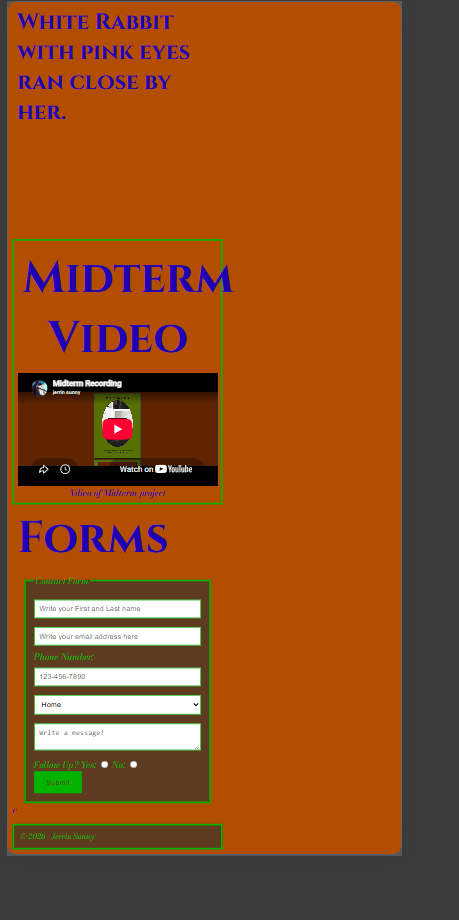 White Rabbit
with pink eyes
ran close by
her.
Midterm
Video
Midterm Recording
jerrin sunny
Watch on YouTube
Video of Midterm project
Forms
Contact Form
Write your First and Last name
Write your email address here
Phone Number:
123-456-7890
Home
Write a message!
Follow Up? Yes: No:
Submit
© 2026 Jerrin Sunny